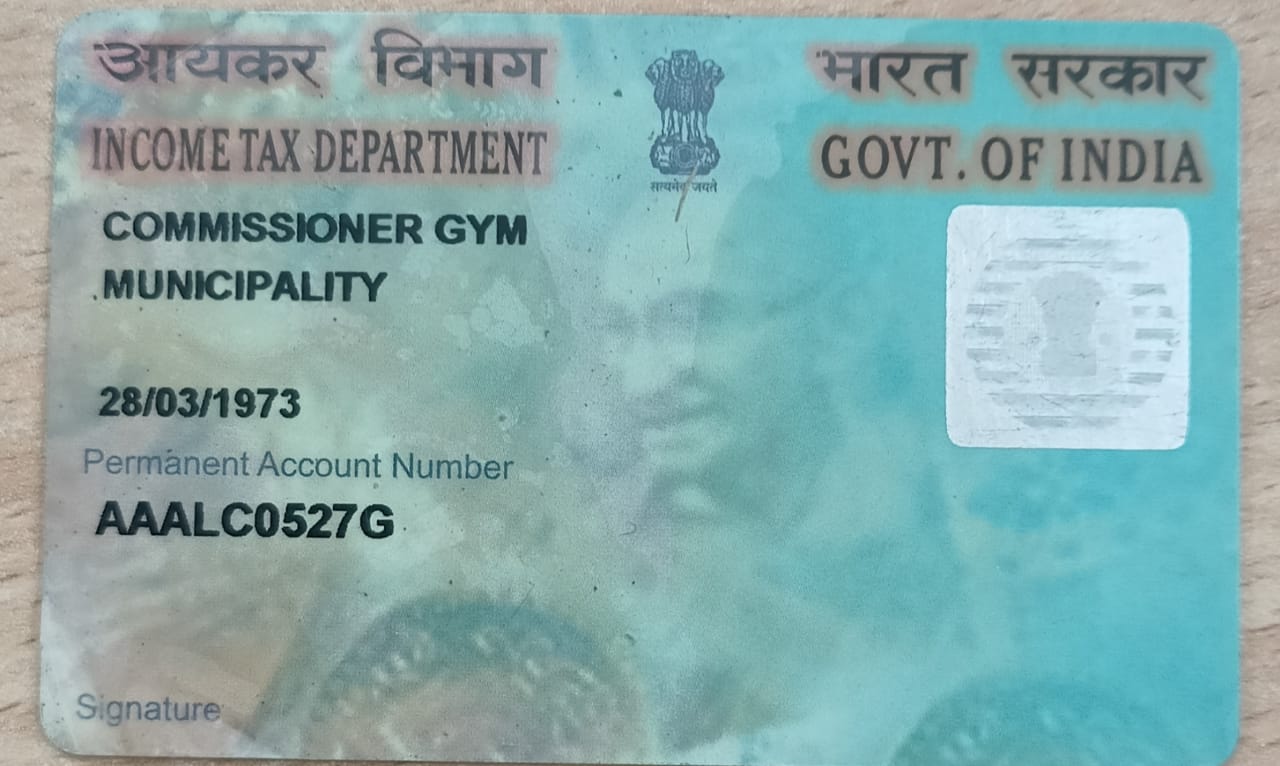 आयकर विभाग
INCOME TAX DEPARTMENT
सत्यमेव जयते
भारत सरकार
GOVT. OF INDIA
COMMISSIONER GYM
MUNICIPALITY
28/03/1973
Permanent Account Number
AAALC0527G
Signature